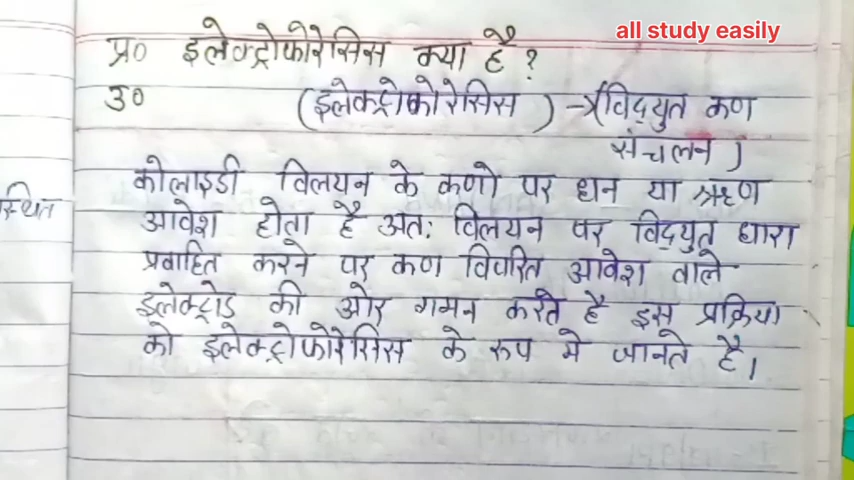 all study easily
प्र० इलेक्ट्रोफोरेसिस क्या है ?
उ० (इलेक्ट्रोफोरेसिस ) → (विद्युत कण
संचलन )
कोलाइडी विलयन के कणो पर धन या ऋण
स्थित
आवेश होता है अतः विलयन पर विद्युत धारा
प्रवाहित करने पर कण विपरित आवेश वाले
इलेक्ट्रोड की ओर गमन करते है इस प्रक्रिया
को इलेक्ट्रोफोरेसिस के रुप मे जानते है।